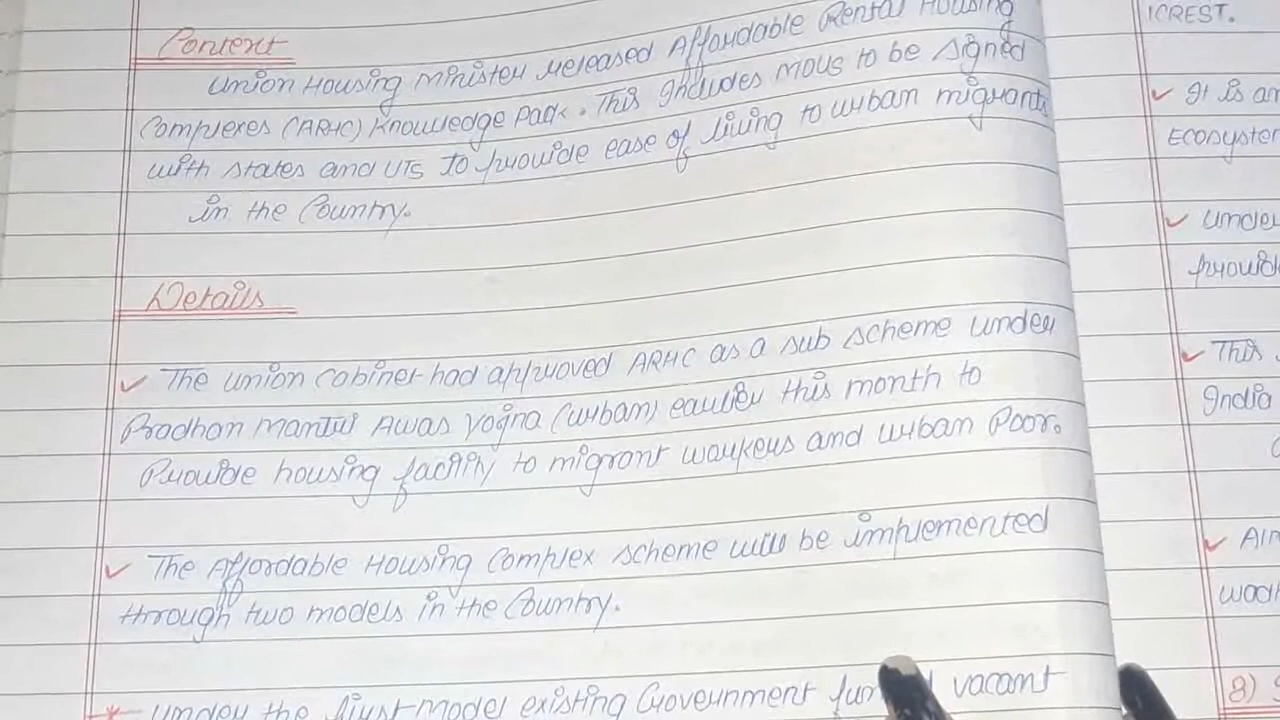 Context
Union Housing Minister released Affordable Rental Housing
Complexes (ARHC) Knowledge Pack. This Includes MOUs to be signed
with states and UTs to provide ease of living to urban migrants
in the Country.
Details
✓ The Union Cabinet had approved ARHC as a sub scheme under
Pradhan Mantri Awas Yojna (urban) earlier this month to
Provide housing facility to migrant workers and urban Poor.
✓ The Affordable Housing Complex scheme will be implemented
through two models in the Country.
Under the first model existing Government vacant
ICREST.
✓ It is an
Ecosystem
✓ Under
provid
✓ This
India
✓ Aim
8)